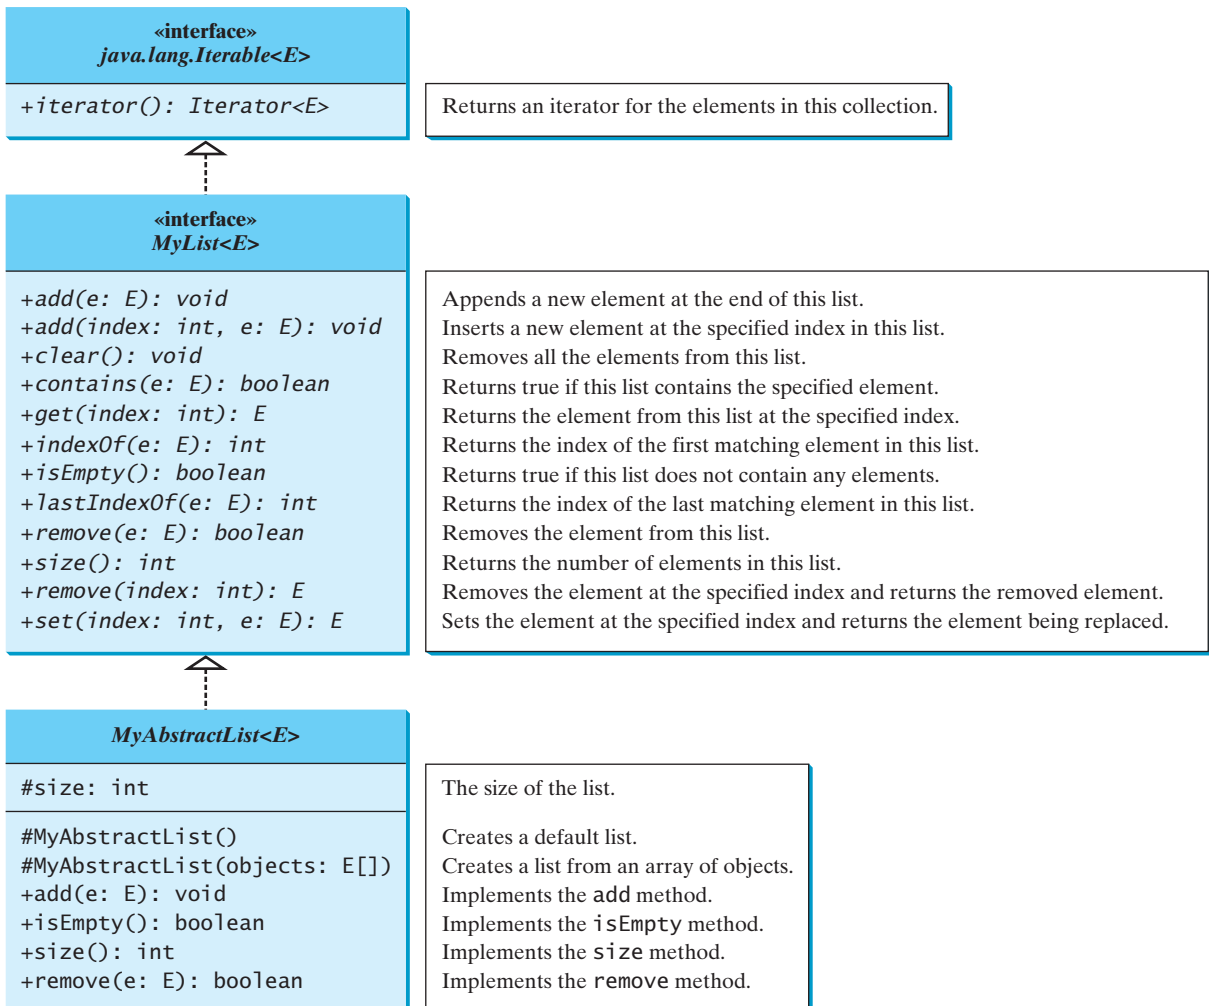 «interface»
java.lang.Iterable<E>
+iterator(): Iterator<E>
Returns an iterator for the elements in this collection.
«interface»
MyList<E>
+add(e: E): void
Appends a new element at the end of this list.
+add(index: int, e: E): void
Inserts a new element at the specified index in this list.
+clear(): void
Removes all the elements from this list.
+contains(e: E): boolean
Returns true if this list contains the specified element.
+get(index: int): E
Returns the element from this list at the specified index.
+indexOf(e: E): int
Returns the index of the first matching element in this list.
+isEmpty(): boolean
Returns true if this list does not contain any elements.
+lastIndexOf(e: E): int
Returns the index of the last matching element in this list.
+remove(e: E): boolean
Removes the element from this list.
+size(): int
Returns the number of elements in this list.
+remove(index: int): E
Removes the element at the specified index and returns the removed element.
+set(index: int, e: E): E
Sets the element at the specified index and returns the element being replaced.
MyAbstractList<E>
#size: int
The size of the list.
#MyAbstractList()
Creates a default list.
#MyAbstractList(objects: E[])
Creates a list from an array of objects.
+add(e: E): void
Implements the add method.
+isEmpty(): boolean
Implements the isEmpty method.
+size(): int
Implements the size method.
+remove(e: E): boolean
Implements the remove method.